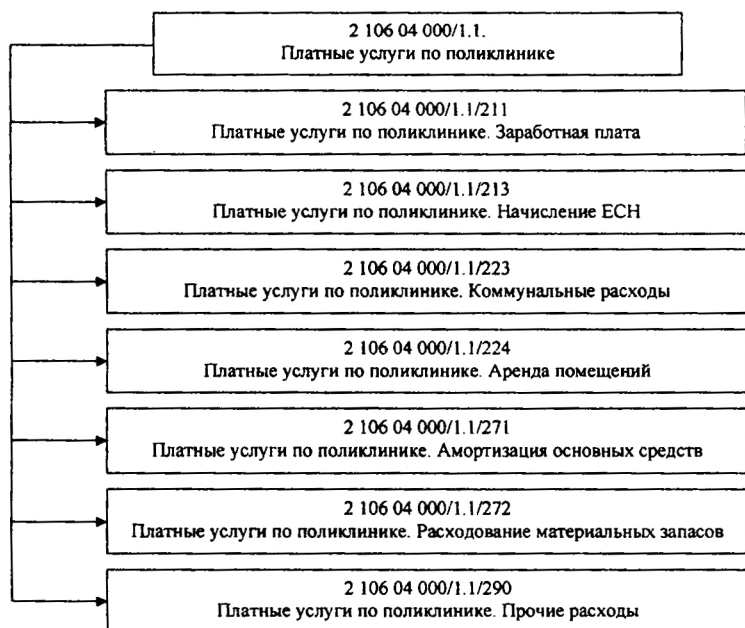 2 106 04 000/1.1.
Платные услуги по поликлинике
2 106 04 000/1.1/211
Платные услуги по поликлинике. Заработная плата
2 106 04 000/1.1/213
Платные услуги по поликлинике. Начисление ЕСН
2 106 04 000/1.1/223
Платные услуги по поликлинике. Коммунальные расходы
2 106 04 000/1.1/224
Платные услуги по поликлинике. Аренда помещений
2 106 04 000/1.1/271
Платные услуги по поликлинике. Амортизация основных средств
2 106 04 000/1.1/272
Платные услуги по поликлинике. Расходование материальных запасов
2 106 04 000/1.1/290
Платные услуги по поликлинике. Прочие расходы